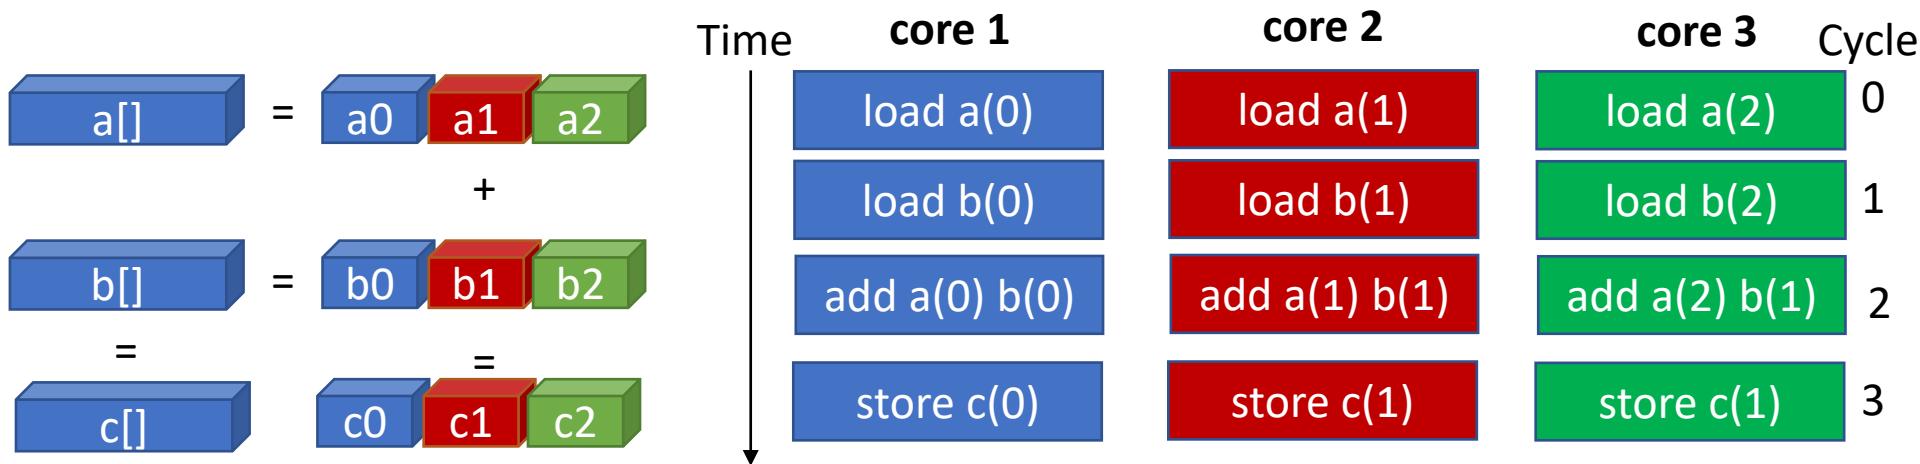 Time core 1 core 2 core 3 Cycle
a[] = a0 a1 a2 load a(0) load a(1) load a(2) 0
+ load b(0) load b(1) load b(2) 1
b[] = b0 b1 b2 add a(0) b(0) add a(1) b(1) add a(2) b(1) 2
= =
c[] c0 c1 c2 store c(0) store c(1) store c(1) 3